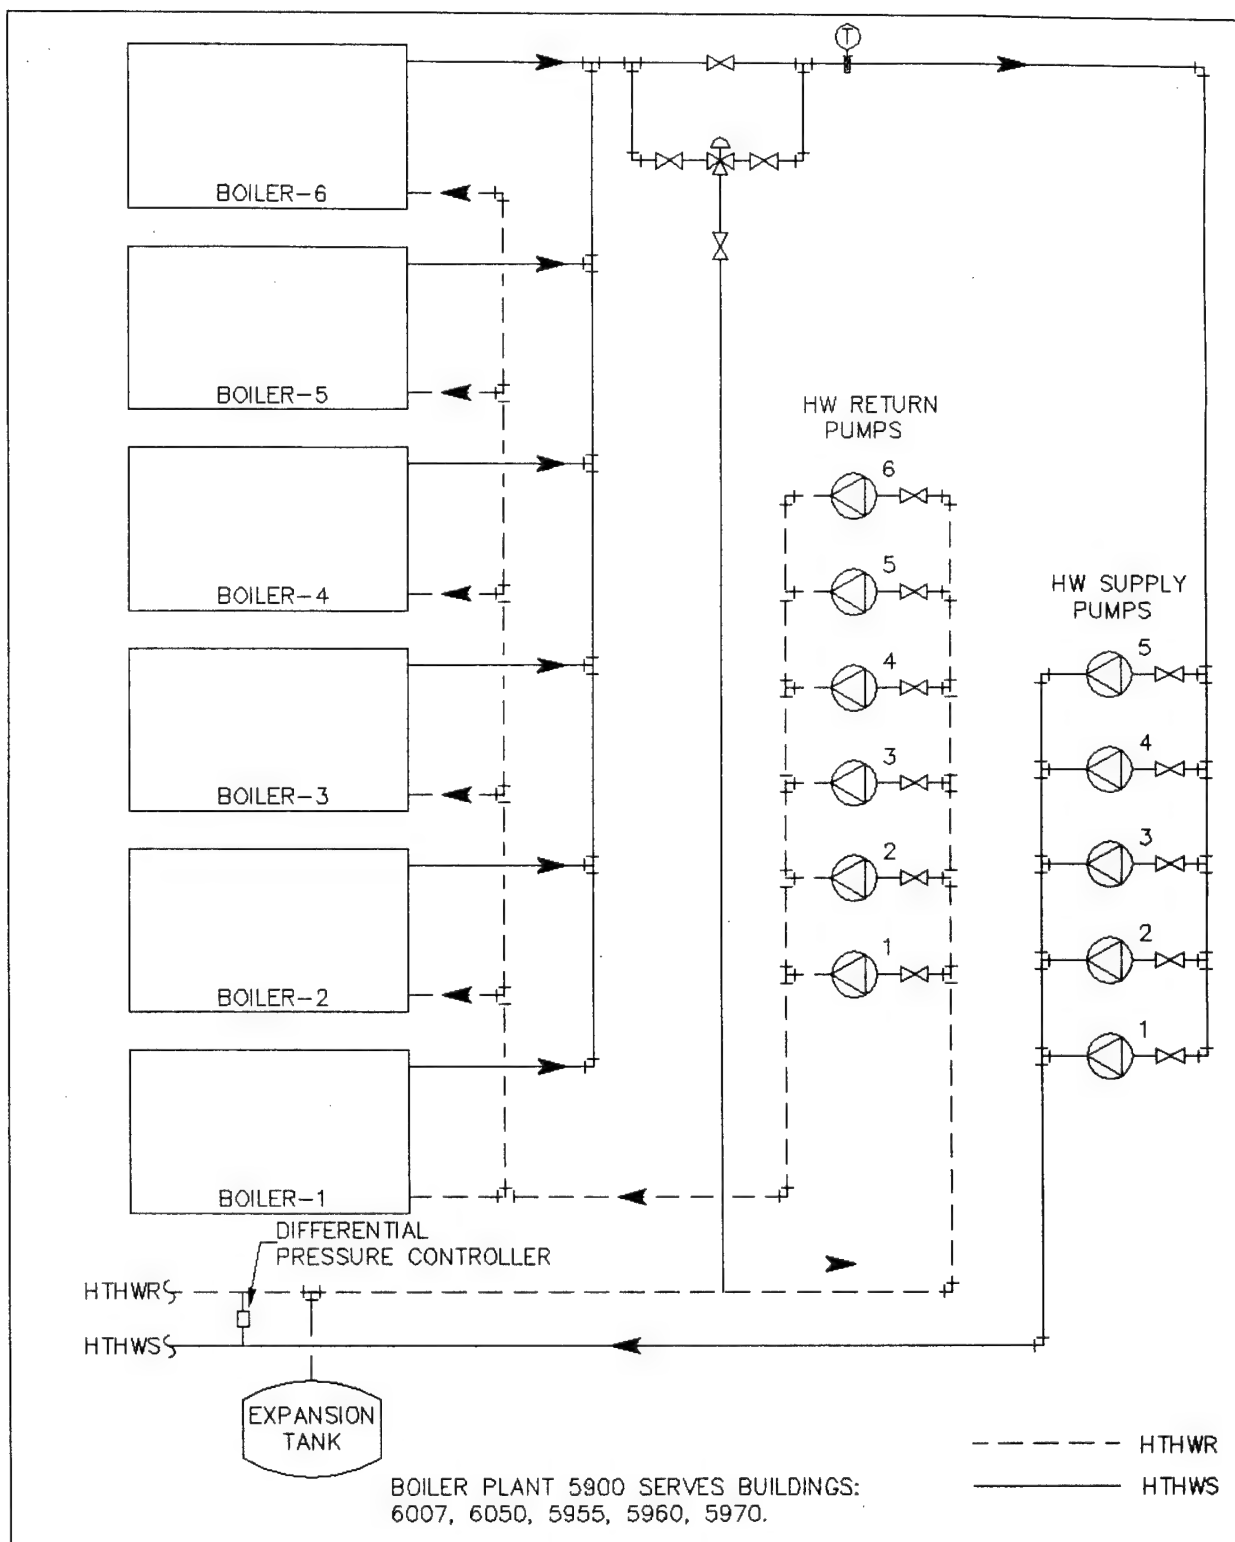 T
BOILER-6
BOILER-5
HW RETURN
PUMPS
6
BOILER-4
5
HW SUPPLY
PUMPS
4
5
BOILER-3
3
4
2
3
BOILER-2
1
2
1
BOILER-1
DIFFERENTIAL
PRESSURE CONTROLLER
HTHWR
HTHWS
EXPANSION
TANK
HTHWR
HTHWS
BOILER PLANT 5900 SERVES BUILDINGS:
6007, 6050, 5955, 5960, 5970.